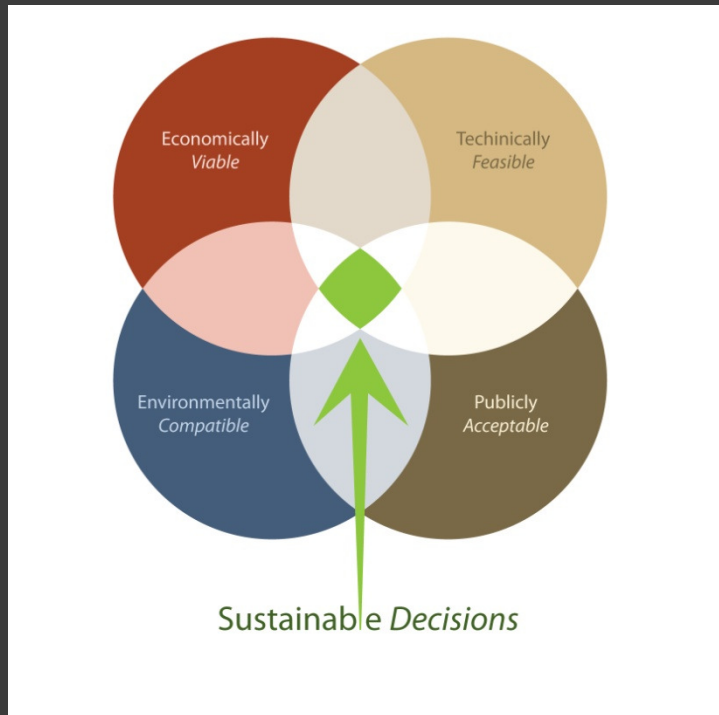 Economically
Viable
Techinically
Feasible
Environmentally
Compatible
Publicly
Acceptable
Sustainable Decisions